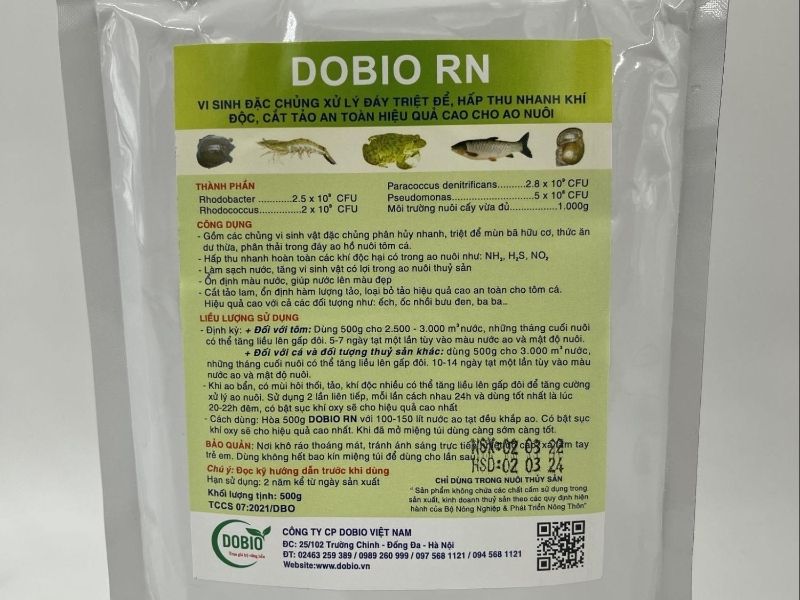 DOBIO RN
VI SINH ĐẶC CHỦNG XỬ LÝ ĐÁY TRIỆT ĐỂ, HẤP THU NHANH KHÍ
ĐỘC, CẮT TẢO AN TOÀN HIỆU QUẢ CAO CHO AO NUÔI
THÀNH PHẦN
Rhodobacter ...........2.5 x 10⁹ CFU
Rhodococcus..............2 x 10⁹ CFU
Paracoccus denitrificans..........2.8 x 10⁹ CFU
Pseudomonas.............................5 x 10⁹ CFU
Môi trường nuôi cấy vừa đủ..............1.000g
CÔNG DỤNG
- Gồm các chủng vi sinh vật đặc chủng phân hủy nhanh, triệt để mùn bã hữu cơ, thức ăn
dư thừa, phân thải trong đáy ao hồ nuôi tôm cá.
- Hấp thu nhanh hoàn toàn các khí độc hại có trong ao nuôi như: NH₃, H₂S, NO₂
- Làm sạch nước, tăng vi sinh vật có lợi trong ao nuôi thuỷ sản
- Ổn định màu nước, giúp nước lên màu đẹp
- Cắt tảo lam, ổn định hàm lượng tảo, loại bỏ tảo hiệu quả cao an toàn cho tôm cá.
Hiệu quả cao với cả các đối tượng như: ếch, ốc nhồi bươu đen, ba ba...
LIỀU LƯỢNG SỬ DỤNG
- Định kỳ: + Đối với tôm: Dùng 500g cho 2.500 - 3.000 m³ nước, những tháng cuối nuôi
có thể tăng liều lên gấp đôi. 5-7 ngày tạt một lần tùy vào màu nước ao và mật độ nuôi.
+ Đối với cá và đối tượng thuỷ sản khác: dùng 500g cho 3.000 m³ nước,
những tháng cuối nuôi có thể tăng liều lên gấp đôi. 10-14 ngày tạt một lần tùy vào màu
nước ao và mật độ nuôi.
- Khi ao bẩn, có mùi hôi thối, tảo, khí độc nhiều có thể tăng liều lên gấp đôi để tăng cường
xử lý ao nuôi. Sử dụng 2 lần liên tiếp, mỗi lần cách nhau 24h và dùng tốt nhất là lúc
20-22h đêm, có bật sục khí oxy sẽ cho hiệu quả cao nhất
- Cách dùng: Hòa 500g DOBIO RN với 100-150 lít nước ao tạt đều khắp ao. Có bật sục
khí oxy sẽ cho hiệu quả cao nhất. Khi đã mở miệng túi dùng càng sớm càng tốt.
BẢO QUẢN: Nơi khô ráo thoáng mát, tránh ánh sáng trực tiếp tay
trẻ em. Dùng không hết bao kín miệng túi để dùng cho lần sau
NSX:02 03 22
HSD:02 03 24
Chú ý: Đọc kỹ hướng dẫn trước khi dùng
Hạn sử dụng: 2 năm kể từ ngày sản xuất
Khối lượng tịnh: 500g
TCCS 07:2021/DBO
CHỈ DÙNG TRONG NUÔI THỦY SẢN
"Sản phẩm không chứa các chất cấm sử dụng trong
sản xuất, kinh doanh thuỷ sản theo các quy định hiện
hành của Bộ Nông Nghiệp & Phát Triển Nông Thôn"
DOBIO
CÔNG TY CP DOBIO VIỆT NAM
ĐC: 25/102 Trường Chinh - Đống Đa - Hà Nội
ĐT: 02463 259 389 / 0989 260 999 / 097 568 1121 / 094 568 1121
Website:www.dobio.vn